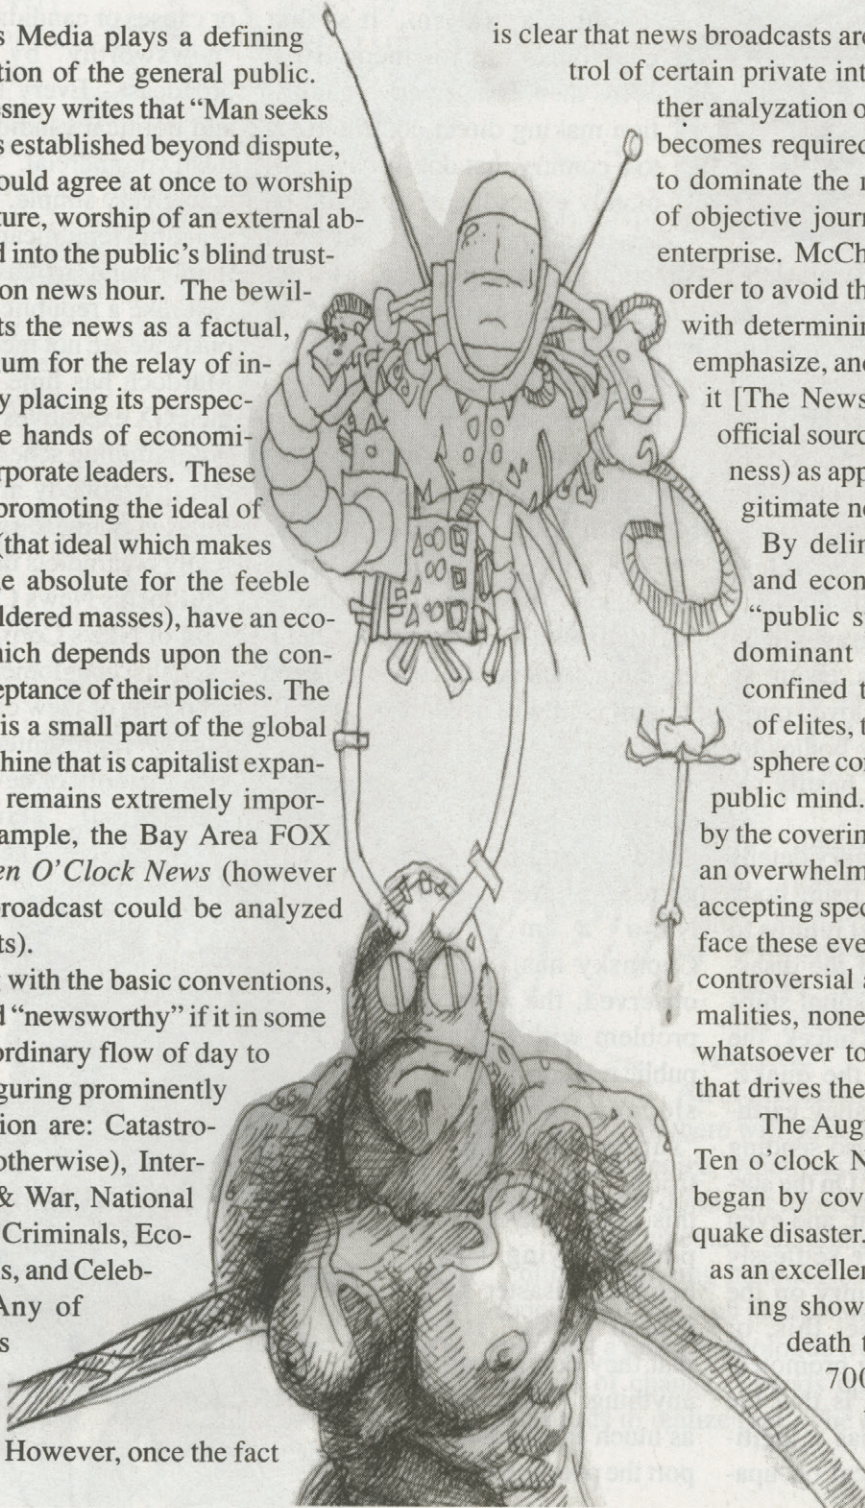 s Media plays a defining
tion of the general public.
sney writes that “Man seeks
s established beyond dispute,
ould agree at once to worship
ture, worship of an external ab-
d into the public’s blind trust-
on news hour. The bewil-
ts the news as a factual,
um for the relay of in-
y placing its perspec-
e hands of economi-
rporate leaders. These
promoting the ideal of
(that ideal which makes
e absolute for the feeble
ldered masses), have an eco-
hich depends upon the con-
eptance of their policies. The
is a small part of the global
hine that is capitalist expan-
remains extremely impor-
ample, the Bay Area FOX
en O’Clock News (however
broadcast could be analyzed
ts).
with the basic conventions,
d “newsworthy” if it in some
ordinary flow of day to
guring prominently
ion are: Catastro-
otherwise), Inter-
& War, National
Criminals, Eco-
s, and Celeb-
Any of
s
However, once the fact
is clear that news broadcasts are
trol of certain private int
ther analyzation o
becomes required
to dominate the
of objective jour
enterprise. McCh
order to avoid th
with determinin
emphasize, and
it [The News
official sourc
ness) as app
gitimate n
By delin
and econ
“public s
dominant
confined t
of elites, t
sphere co
public mind.
by the coverin
an overwhelm
accepting spec
face these eve
controversial a
malities, none
whatsoever to
that drives the
The Aug
Ten o’clock N
began by cov
quake disaster.
as an excellen
ing show
death t
700